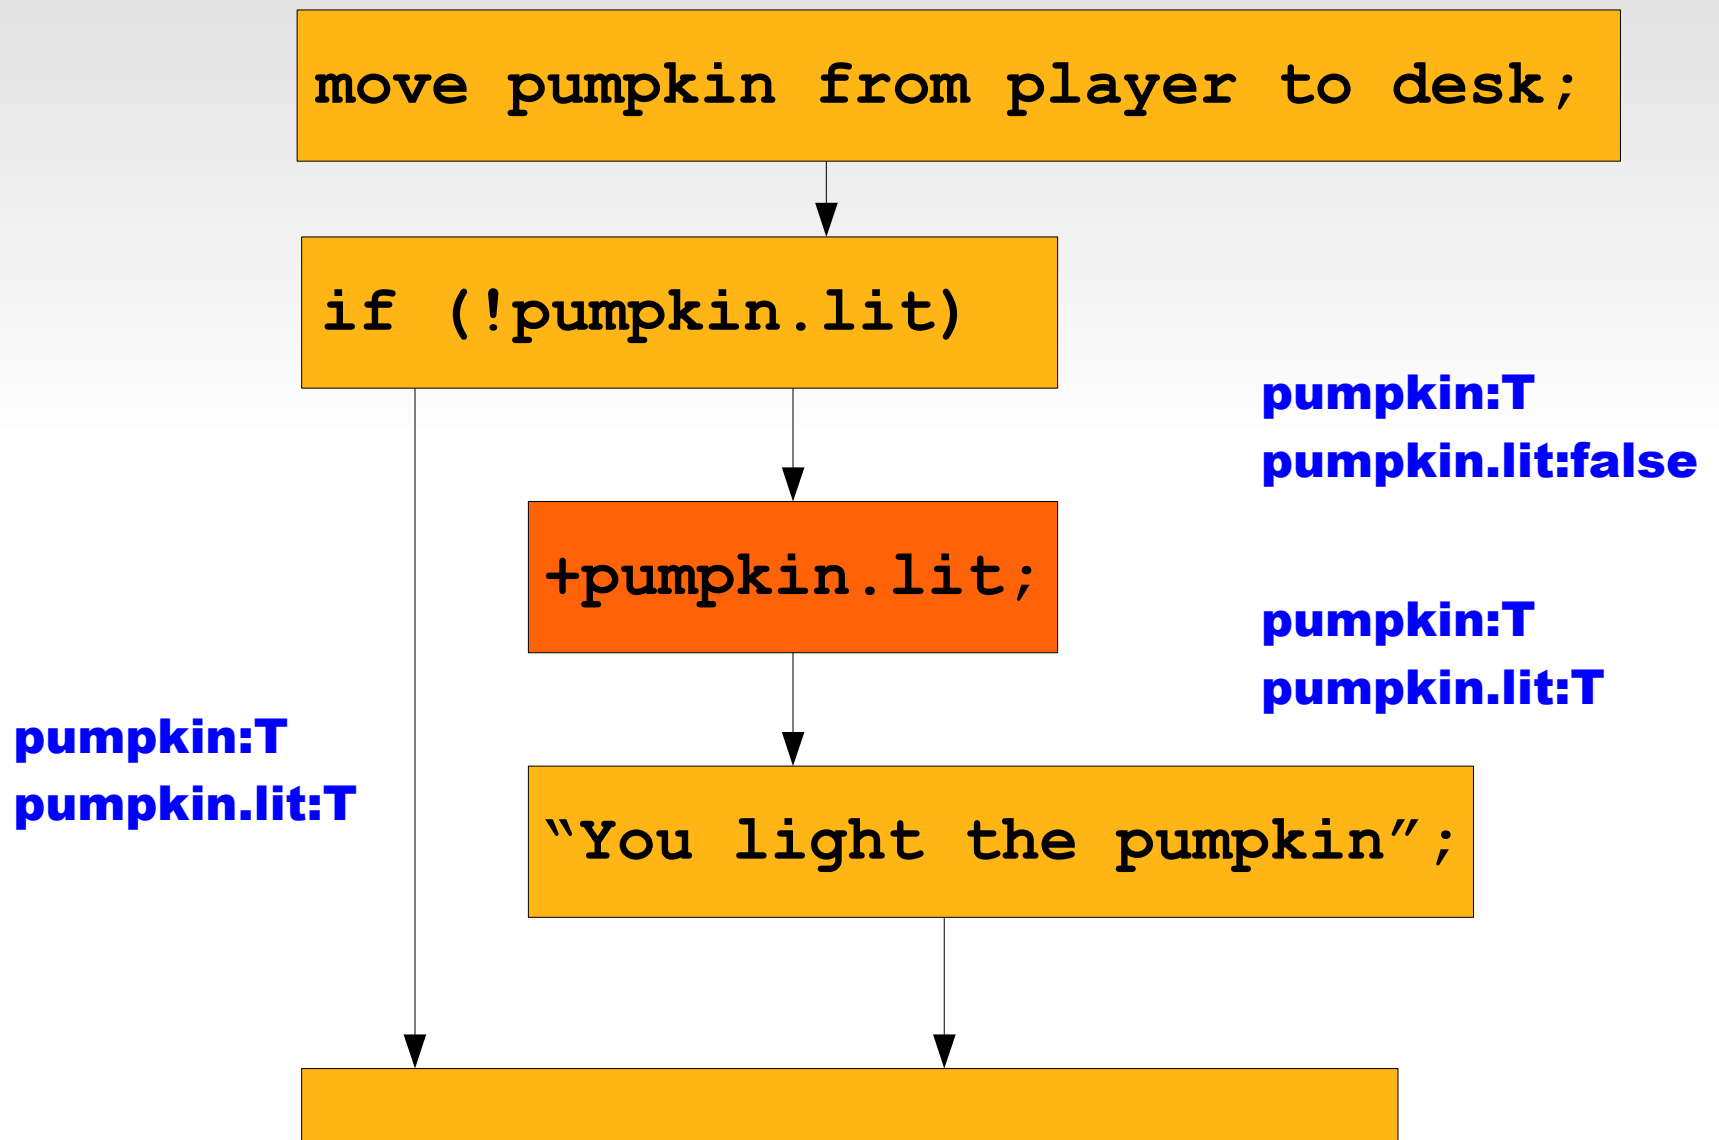 move pumpkin from player to desk;
if (!pumpkin.lit)
pumpkin:T
pumpkin.lit:false
+pumpkin.lit;
pumpkin:T
pumpkin.lit:T
pumpkin:T
pumpkin.lit:T
“You light the pumpkin”;